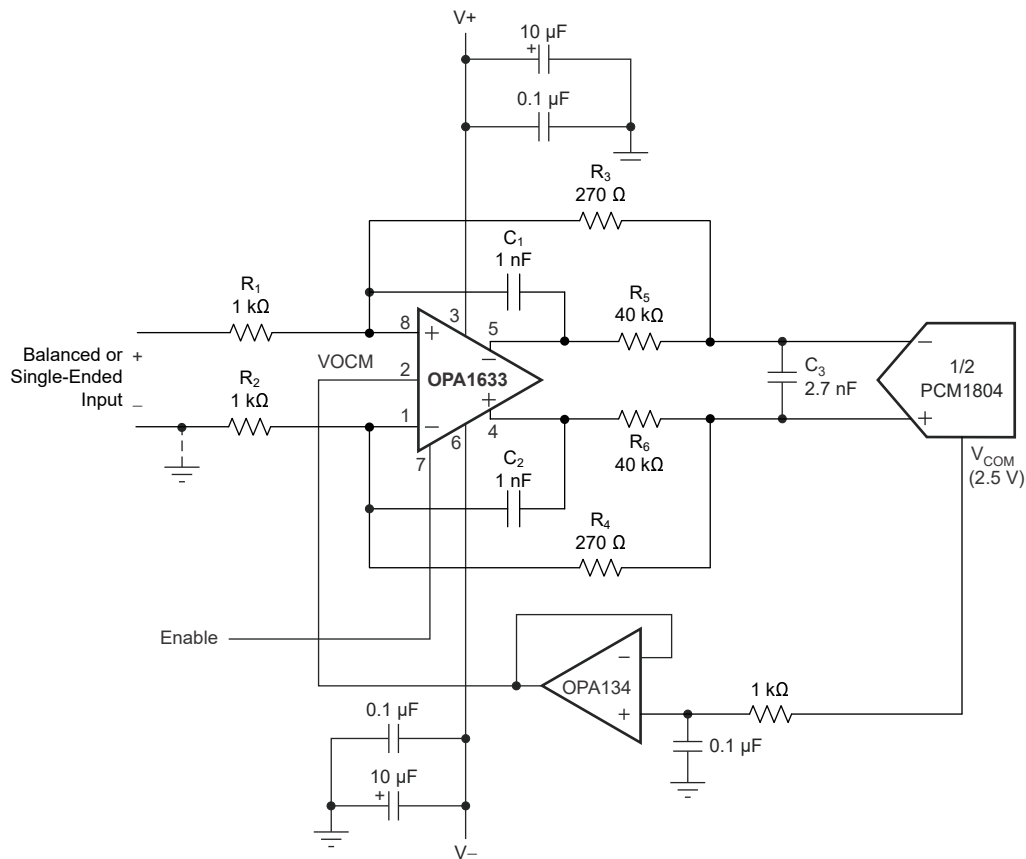 V+
10 µF
+
0.1 µF
R3
270 Ω
C1
1 nF
R1
1 kΩ
R5
40 kΩ
3
5
8
+
−
Balanced or
Single-Ended
Input
+
−
VOCM
2
OPA1633
R2
1 kΩ
1
−
+
4
6
7
C3
2.7 nF
−
1/2
PCM1804
+
R6
40 kΩ
VCOM
(2.5 V)
C2
1 nF
R4
270 Ω
Enable
−
OPA134
+
1 kΩ
0.1 µF
0.1 µF
10 µF
+
V−